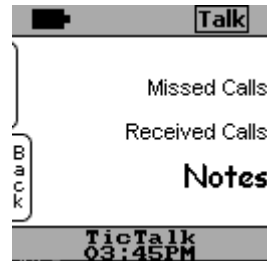 Talk
Missed Calls
Received Calls
Back
Notes
TicTalk
03:45PM